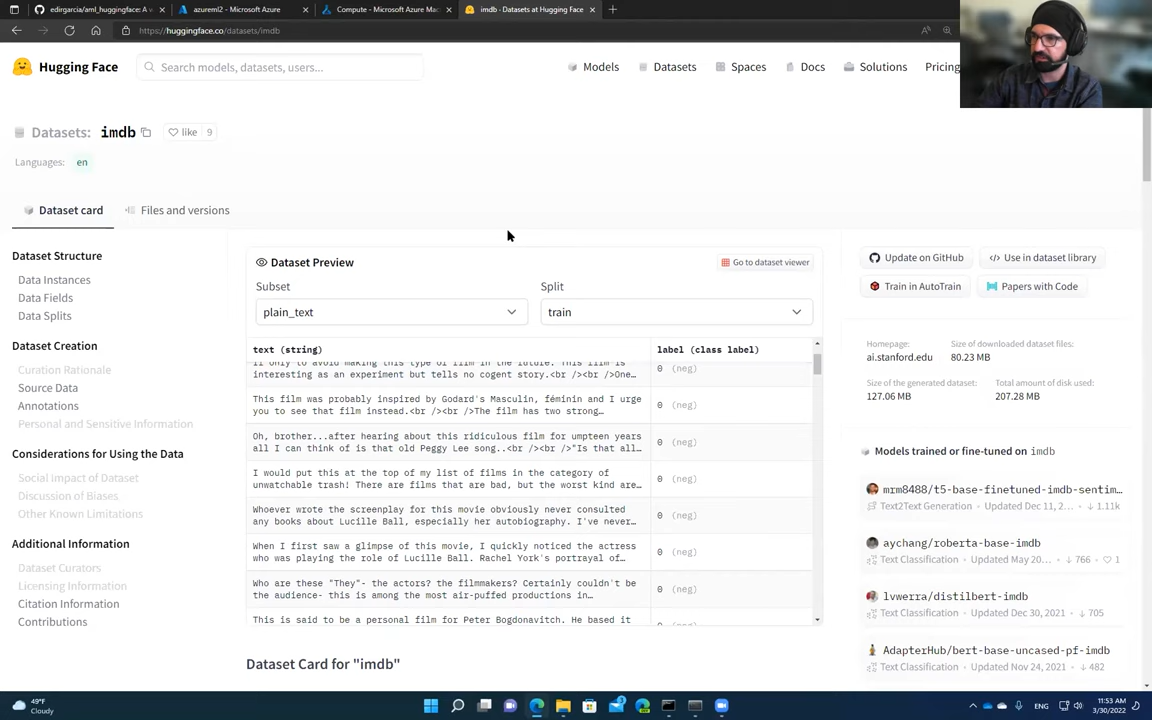 edirgarcia/aml_huggingface: A w
azureml2 - Microsoft Azure
Compute - Microsoft Azure Mac
imdb - Datasets at Hugging Face
https://huggingface.co/datasets/imdb
Hugging Face
Search models, datasets, users...
Models
Datasets
Spaces
Docs
Solutions
Pricing
Datasets: imdb
like 9
Languages: en
Dataset card
Files and versions
Dataset Structure
Data Instances
Data Fields
Data Splits
Dataset Creation
Curation Rationale
Source Data
Annotations
Personal and Sensitive Information
Considerations for Using the Data
Social Impact of Dataset
Discussion of Biases
Other Known Limitations
Additional Information
Dataset Curators
Licensing Information
Citation Information
Contributions
Dataset Preview
Go to dataset viewer
Subset
Split
plain_text
train
text (string)
label (class label)
if only to avoid making this type of film in the future. This film is
interesting as an experiment but tells no cogent story.<br /><br />One…
0 (neg)
This film was probably inspired by Godard's Masculin, féminin and I urge
you to see that film instead.<br /><br />The film has two strong…
0 (neg)
Oh, brother...after hearing about this ridiculous film for umpteen years
all I can think of is that old Peggy Lee song..<br /><br />"Is that all…
0 (neg)
I would put this at the top of my list of films in the category of
unwatchable trash! There are films that are bad, but the worst kind are…
0 (neg)
Whoever wrote the screenplay for this movie obviously never consulted
any books about Lucille Ball, especially her autobiography. I've never…
0 (neg)
When I first saw a glimpse of this movie, I quickly noticed the actress
who was playing the role of Lucille Ball. Rachel York's portrayal of…
0 (neg)
Who are these "They"- the actors? the filmmakers? Certainly couldn't be
the audience- this is among the most air-puffed productions in…
0 (neg)
This is said to be a personal film for Peter Bogdonavitch. He based it
Dataset Card for "imdb"
Update on GitHub
Use in dataset library
Train in AutoTrain
Papers with Code
Homepage:
ai.stanford.edu
Size of downloaded dataset files:
80.23 MB
Size of the generated dataset:
127.06 MB
Total amount of disk used:
207.28 MB
Models trained or fine-tuned on imdb
mrm8488/t5-base-finetuned-imdb-sentim…
Text2Text Generation • Updated Dec 11, 2… • ↓ 1.11k
aychang/roberta-base-imdb
Text Classification • Updated May 20… • ↓ 766 • ♡ 1
lvwerra/distilbert-imdb
Text Classification • Updated Dec 30, 2021 • ↓ 705
AdapterHub/bert-base-uncased-pf-imdb
Text Classification • Updated Nov 24, 2021 • ↓ 482
49°F
Cloudy
ENG
11:53 AM
3/30/2022